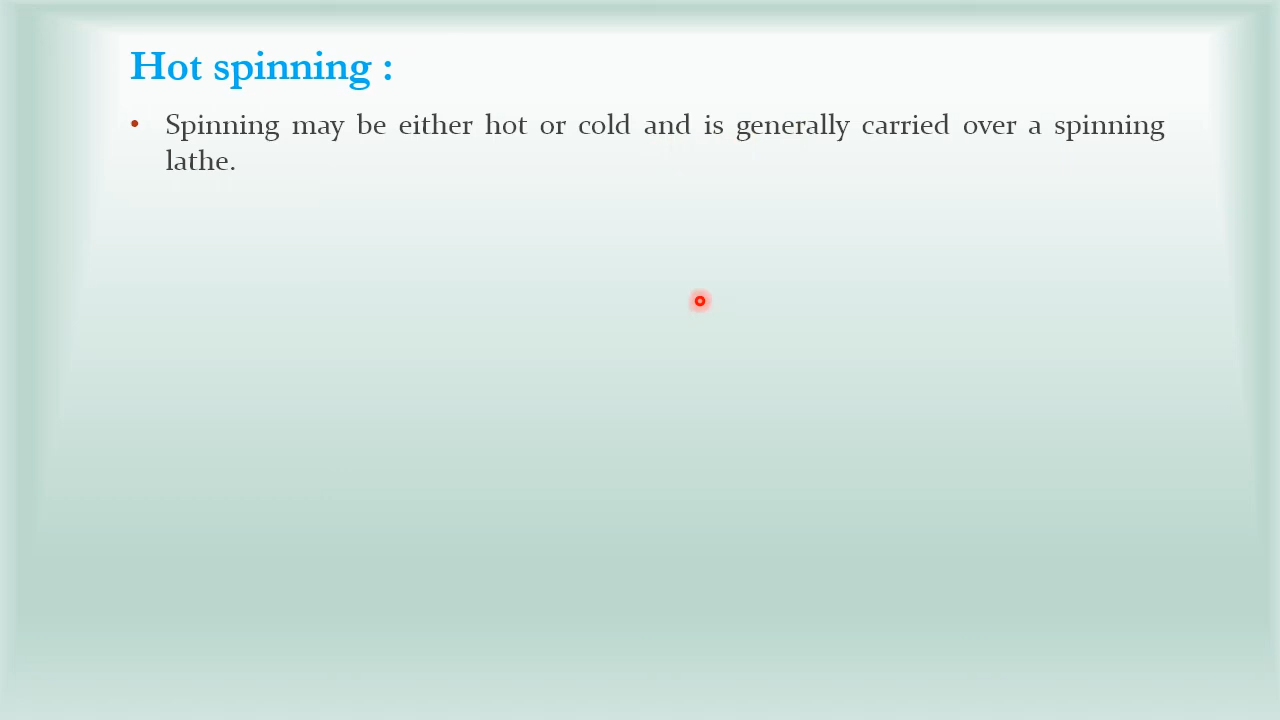 Hot spinning :
• Spinning may be either hot or cold and is generally carried over a spinning
lathe.